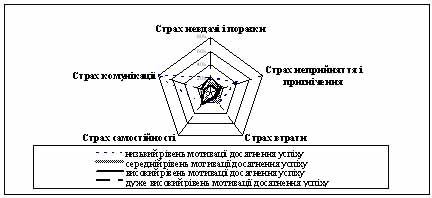 Страх невдачі і поразки
Страх комунікації
Страх неприйняття і
пригнічення
Страх самостійності
Страх втрати
низький рівень мотивації досягнення успіху
середній рівень мотивації досягнення успіху
високий рівень мотивації досягнення успіху
дуже високий рівень мотивації досягнення успіху